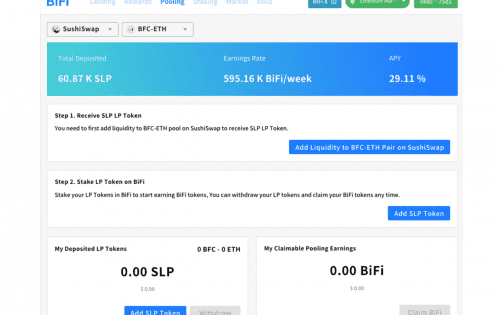 BiFi Lending Rewards Pooling Staking Market Docs BiFi X Ethereum Main
SushiSwap BFC-ETH
Total Deposited Earnings Rate APY
60.87 K SLP 595.16 K BiFi/week 29.11 %
Step 1. Receive SLP LP Token
You need to first add liquidity to BFC-ETH pool on SushiSwap to receive SLP LP Token.
Add Liquidity to BFC-ETH Pair on SushiSwap
Step 2. Stake LP Token on BiFi
Stake your LP Tokens in BiFi to start earning BiFi tokens, You can withdraw your LP tokens and claim your BiFi tokens any time.
Add SLP Token
My Deposited LP Tokens 0 BFC - 0 ETH
0.00 SLP
$ 0.00
Add SLP Token Withdraw
My Claimable Pooling Earnings
0.00 BiFi
$ 0.00
Claim BiFi